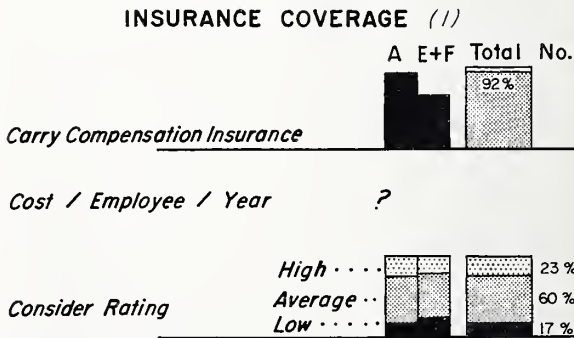 INSURANCE COVERAGE (1)
A E+F Total No.
92%
Carry Compensation Insurance
Cost / Employee / Year ?
High .... 23%
Consider Rating Average .. 60%
Low ..... 17%